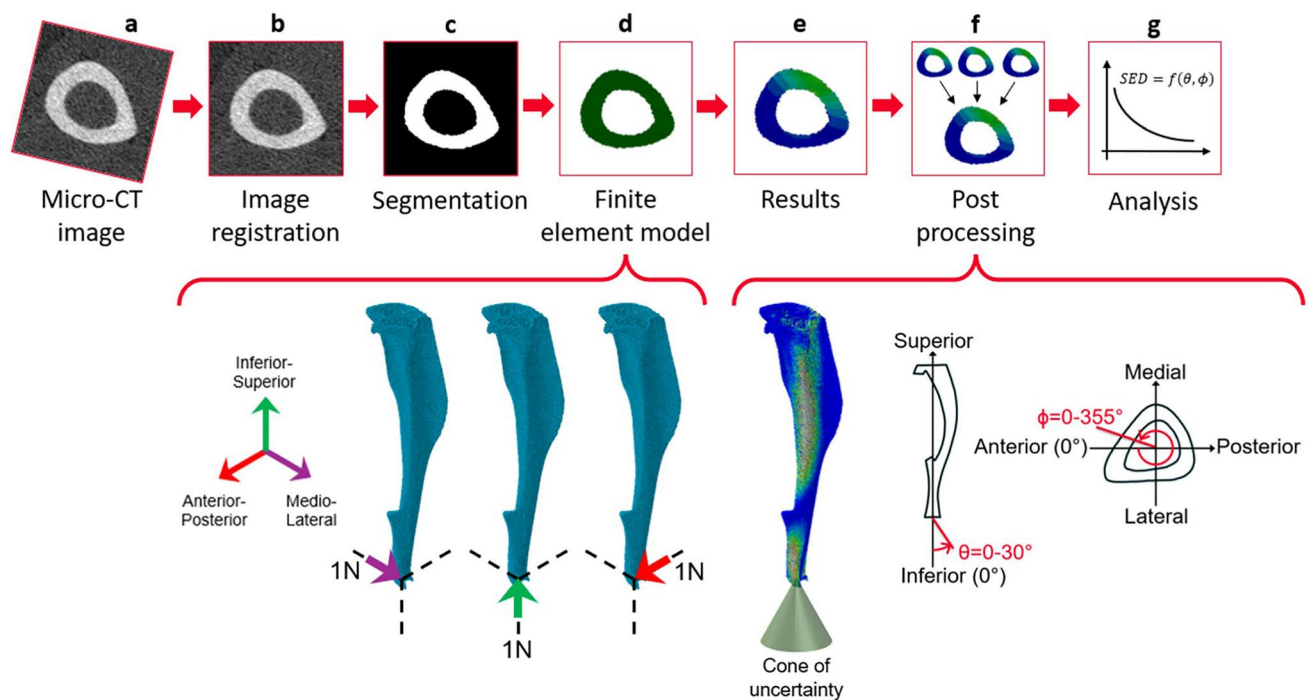 a
b
c
d
e
f
g
SED = f(θ, ϕ)
Micro-CT
image
Image
registration
Segmentation
Finite
element model
Results
Post
processing
Analysis
Inferior-
Superior
Anterior-
Posterior
Medio-
Lateral
1N
1N
1N
Cone of
uncertainty
Superior
θ=0-30°
Inferior (0°)
Medial
ϕ=0-355°
Anterior (0°)
Posterior
Lateral